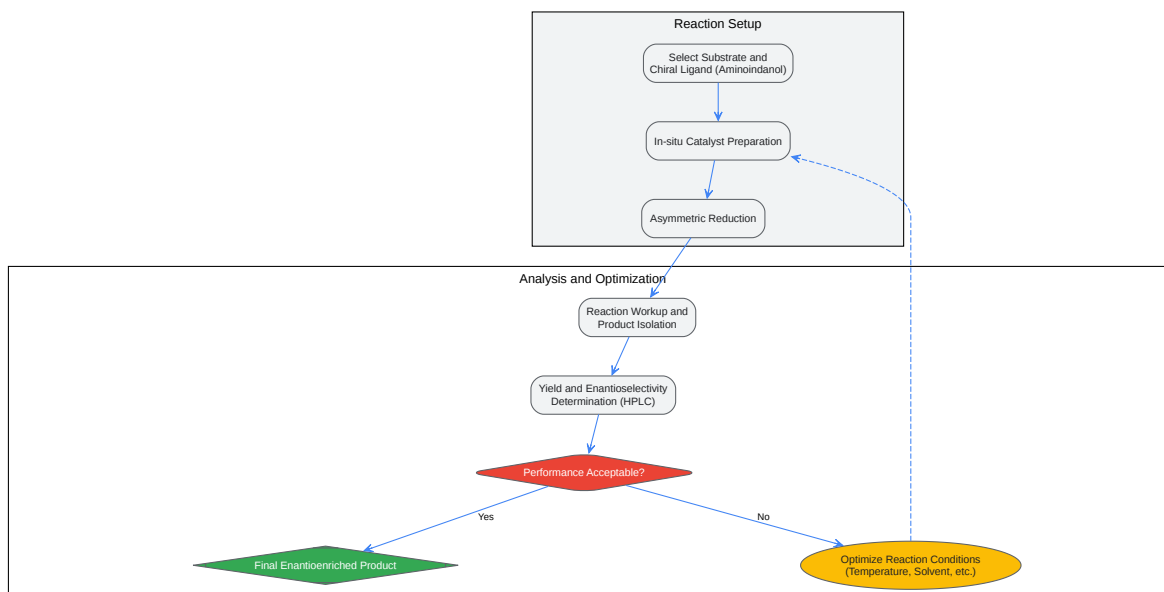 Reaction Setup
Select Substrate and
Chiral Ligand (Aminoindanol)
In-situ Catalyst Preparation
Asymmetric Reduction
Analysis and Optimization
Reaction Workup and
Product Isolation
Yield and Enantioselectivity
Determination (HPLC)
Performance Acceptable?
Yes
No
Final Enantioenriched Product
Optimize Reaction Conditions
(Temperature, Solvent, etc.)